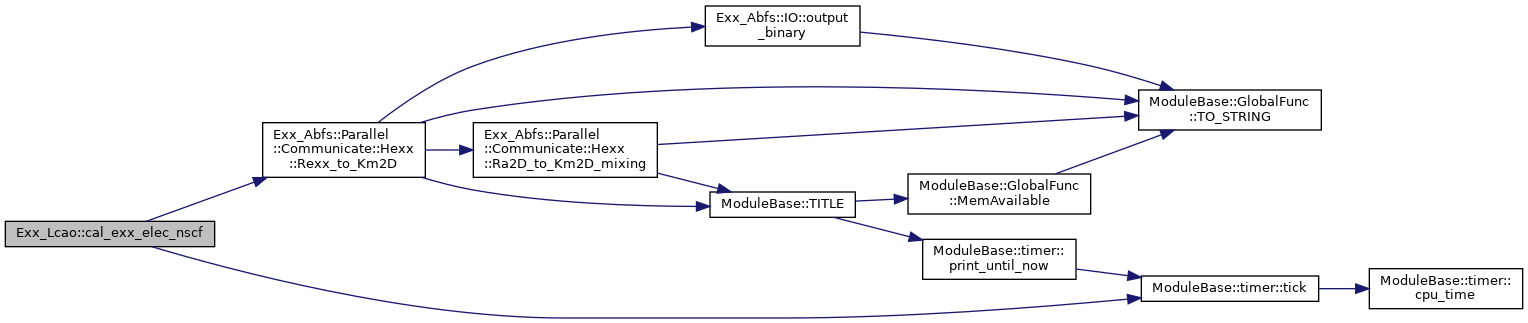 Exx_Abfs::IO::output
_binary
ModuleBase::GlobalFunc
::TO_STRING
Exx_Abfs::Parallel
::Communicate::Hexx
::Rexx_to_Km2D
Exx_Abfs::Parallel
::Communicate::Hexx
::Ra2D_to_Km2D_mixing
ModuleBase::GlobalFunc
::MemAvailable
ModuleBase::TITLE
Exx_Lcao::cal_exx_elec_nscf
ModuleBase::timer::
print_until_now
ModuleBase::timer::tick
ModuleBase::timer::
cpu_time